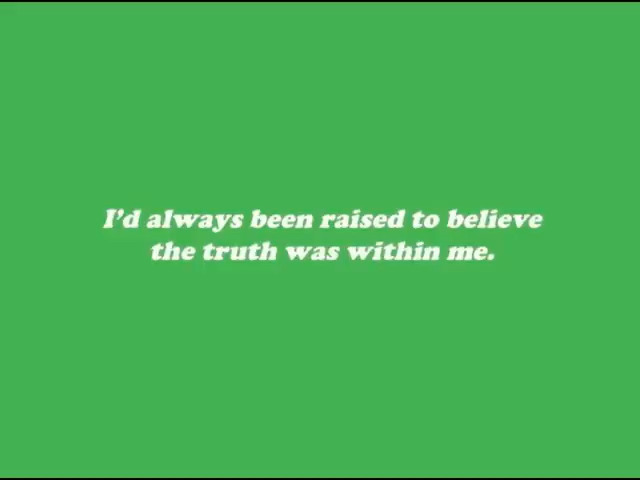 I'd always been raised to believe
the truth was within me.